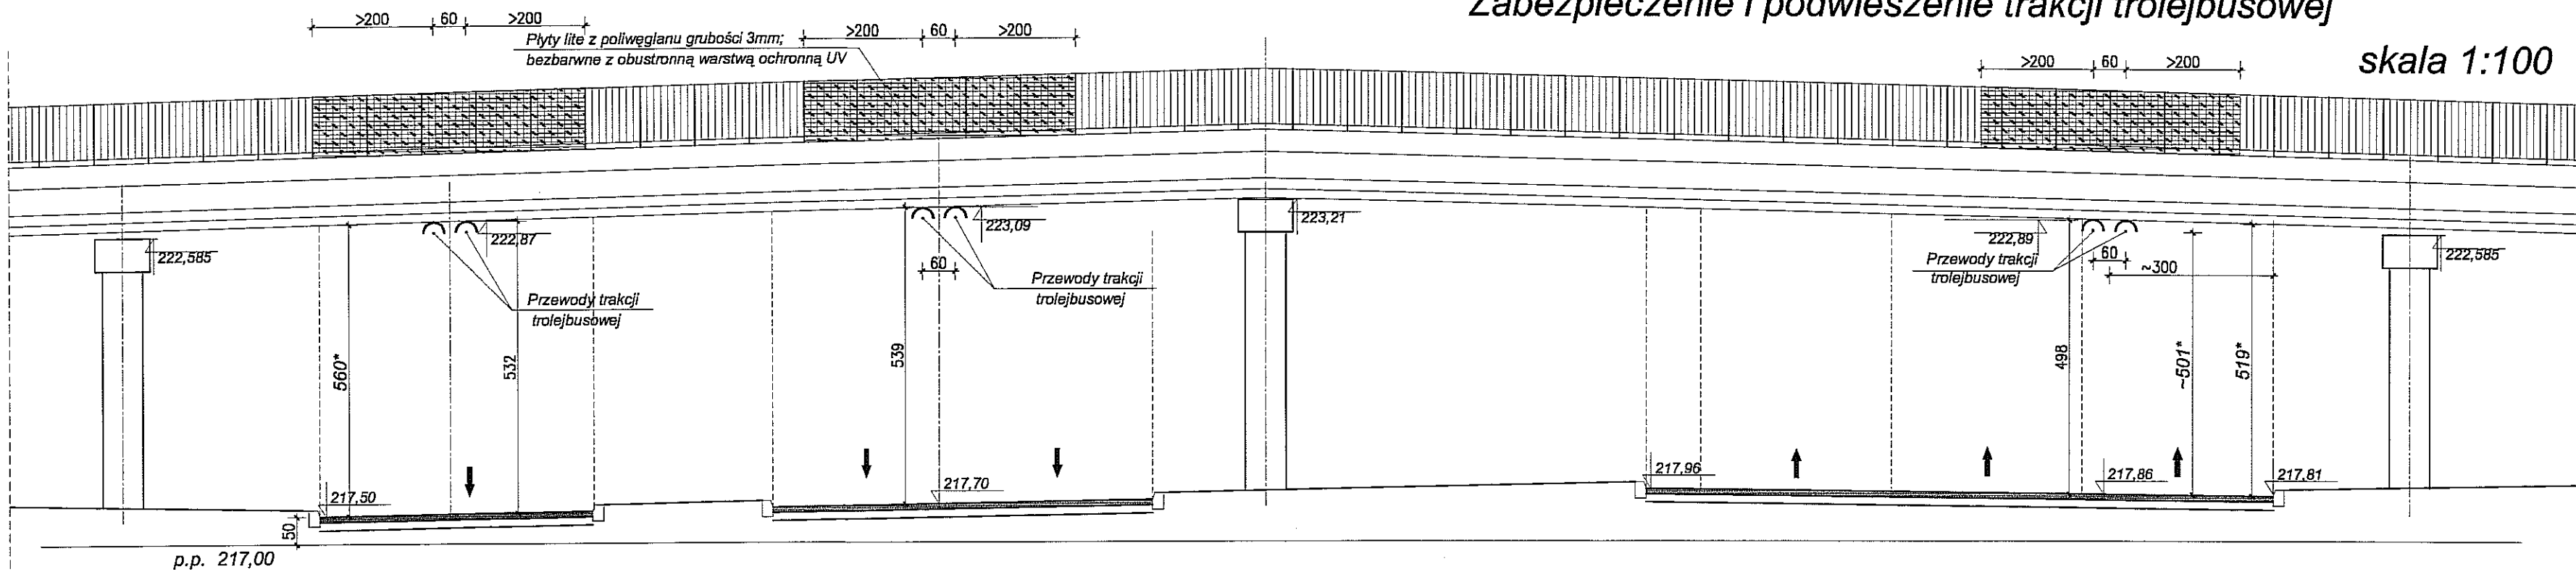 Zabezpieczenie i podwieszenie trakcji trolejbusowej
skala 1:100
>200 60 >200
>200 60 >200
>200 60 >200
Płyty lite z poliwęglanu grubości 3mm;
bezbarwne z obustronną warstwą ochronną UV
222,585
222,87
223,09
223,21
222,89
222,585
60
60
~300
Przewody trakcji
trolejbusowej
Przewody trakcji
trolejbusowej
Przewody trakcji
trolejbusowej
560*
532
539
498
~501*
519*
217,50
217,70
217,96
217,86
217,81
50
p.p. 217,00